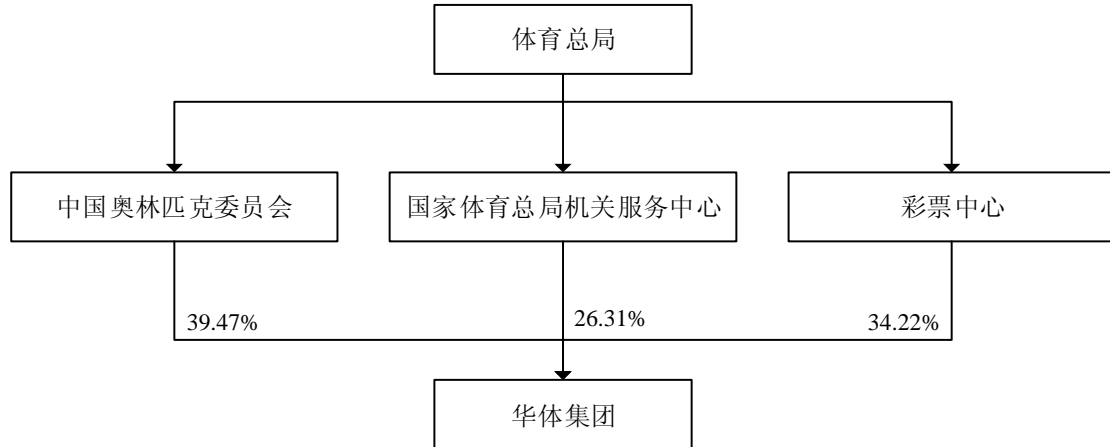 体育总局
中国奥林匹克委员会
国家体育总局机关服务中心
彩票中心
39.47%
26.31%
34.22%
华体集团